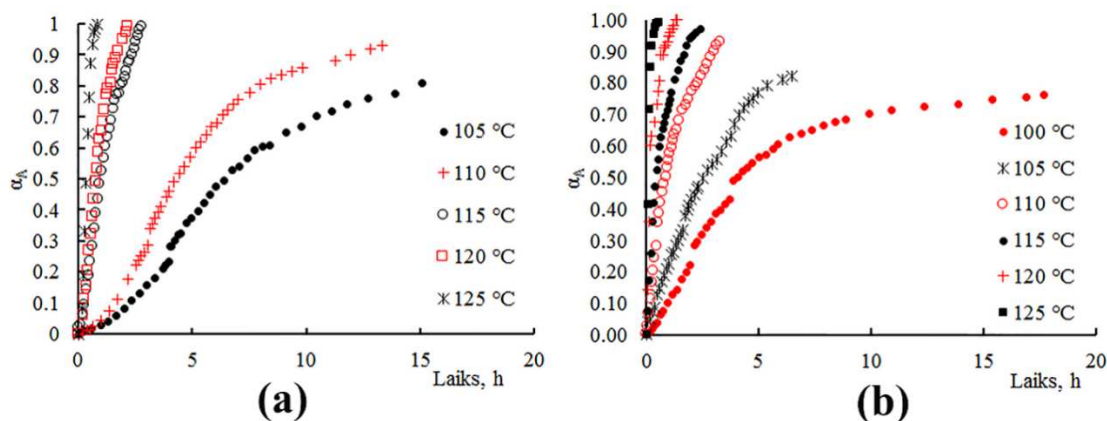 1
0.9
0.8
0.7
0.6
0.5
0.4
0.3
0.2
0.1
0
α_A
0 5 10 15 20
Laiks, h
105 °C
110 °C
115 °C
120 °C
125 °C
(a)
1.00
0.90
0.80
0.70
0.60
0.50
0.40
0.30
0.20
0.10
0.00
α_A
0 5 10 15 20
Laiks, h
100 °C
105 °C
110 °C
115 °C
120 °C
125 °C
(b)